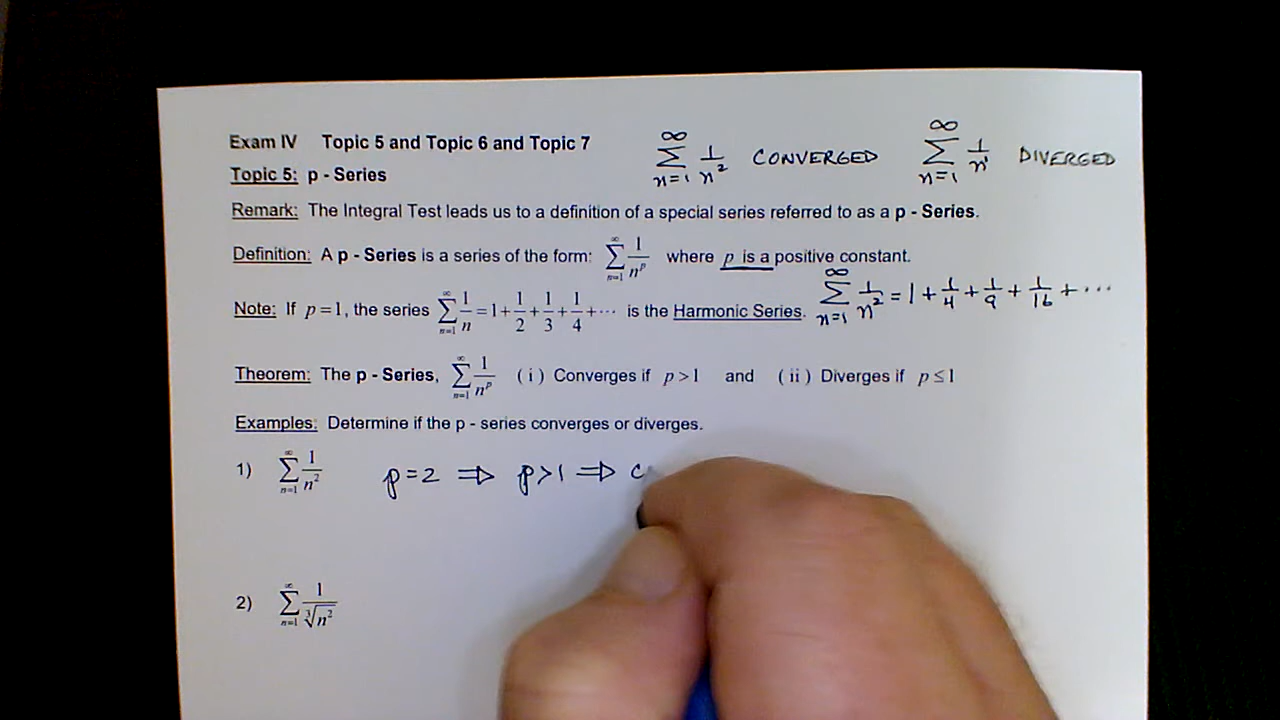 Exam IV Topic 5 and Topic 6 and Topic 7
∞ ∑ n=1 1/n² CONVERGED ∞ ∑ n=1 1/n¹ DIVERGED
Topic 5: p - Series
Remark: The Integral Test leads us to a definition of a special series referred to as a p - Series.
Definition: A p - Series is a series of the form: ∞ ∑ n=1 1/nᵖ where p is a positive constant.
∞ ∑ n=1 1/n² = 1 + 1/4 + 1/9 + 1/16 + ⋯
Note: If p = 1, the series ∞ ∑ n=1 1/n = 1 + 1/2 + 1/3 + 1/4 + ⋯ is the Harmonic Series.
Theorem: The p - Series, ∞ ∑ n=1 1/nᵖ ( i ) Converges if p > 1 and ( ii ) Diverges if p ≤ 1
Examples: Determine if the p - series converges or diverges.
1) ∞ ∑ n=1 1/n² p = 2 ⇒ p > 1 ⇒ c
2) ∞ ∑ n=1 1/∛n²